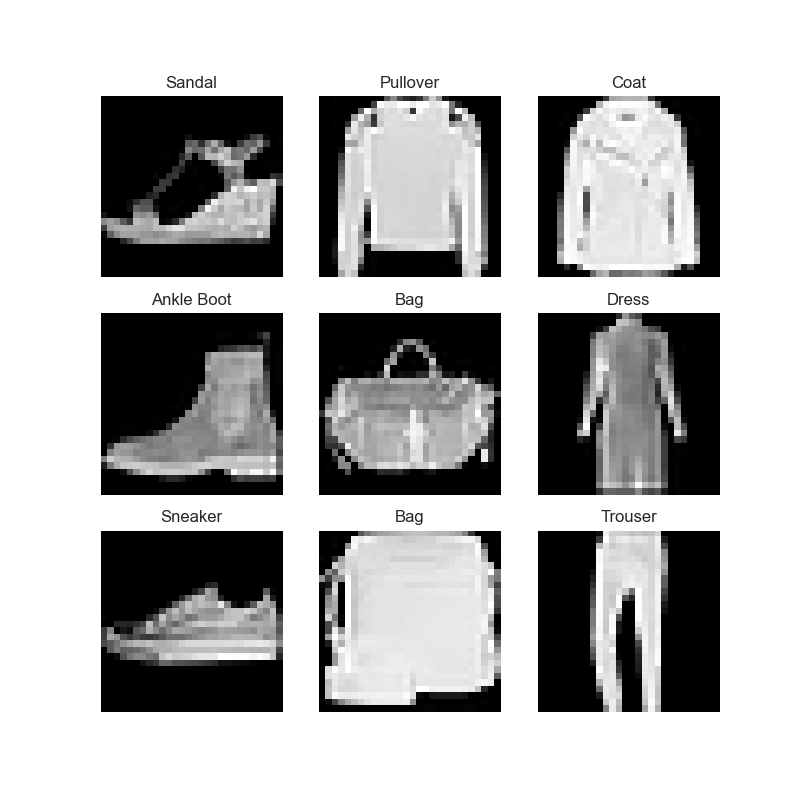 Sandal
Pullover
Coat
Ankle Boot
Bag
Dress
Sneaker
Bag
Trouser